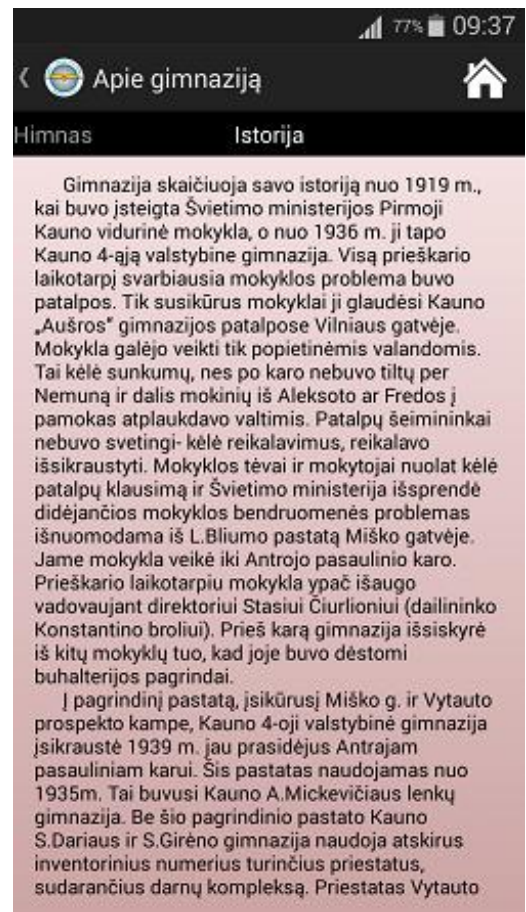 77% 09:37
Apie gimnaziją
Himnas Istorija
Gimnazija skaičiuoja savo istoriją nuo 1919 m.,
kai buvo įsteigta Švietimo ministerijos Pirmoji
Kauno vidurinė mokykla, o nuo 1936 m. ji tapo
Kauno 4-ąją valstybine gimnazija. Visą prieškario
laikotarpį svarbiausia mokyklos problema buvo
patalpos. Tik susikūrus mokyklai ji glaudėsi Kauno
„Aušros" gimnazijos patalpose Vilniaus gatvėje.
Mokykla galėjo veikti tik popietinėmis valandomis.
Tai kėlė sunkumų, nes po karo nebuvo tiltų per
Nemuną ir dalis mokinių iš Aleksoto ar Fredos į
pamokas atplaukdavo valtimis. Patalpų šeimininkai
nebuvo svetingi- kėlė reikalavimus, reikalavo
išsikraustyti. Mokyklos tėvai ir mokytojai nuolat kėlė
patalpų klausimą ir Švietimo ministerija išsprendė
didėjančios mokyklos bendruomenės problemas
išnuomodama iš L.Bliumo pastatą Miško gatvėje.
Jame mokykla veikė iki Antrojo pasaulinio karo.
Prieškario laikotarpiu mokykla ypač išaugo
vadovaujant direktoriui Stasiui Čiurlioniui (dailininko
Konstantino broliui). Prieš karą gimnazija išsiskyrė
iš kitų mokyklų tuo, kad joje buvo dėstomi
buhalterijos pagrindai.
Į pagrindinį pastatą, įsikūrusį Miško g. ir Vytauto
prospekto kampe, Kauno 4-oji valstybinė gimnazija
įsikraustė 1939 m. jau prasidėjus Antrajam
pasauliniam karui. Šis pastatas naudojamas nuo
1935m. Tai buvusi Kauno A.Mickevičiaus lenkų
gimnazija. Be šio pagrindinio pastato Kauno
S.Dariaus ir S.Girėno gimnazija naudoja atskirus
inventorinius numerius turinčius priestatus,
sudarančius darnų kompleksą. Priestatas Vytauto